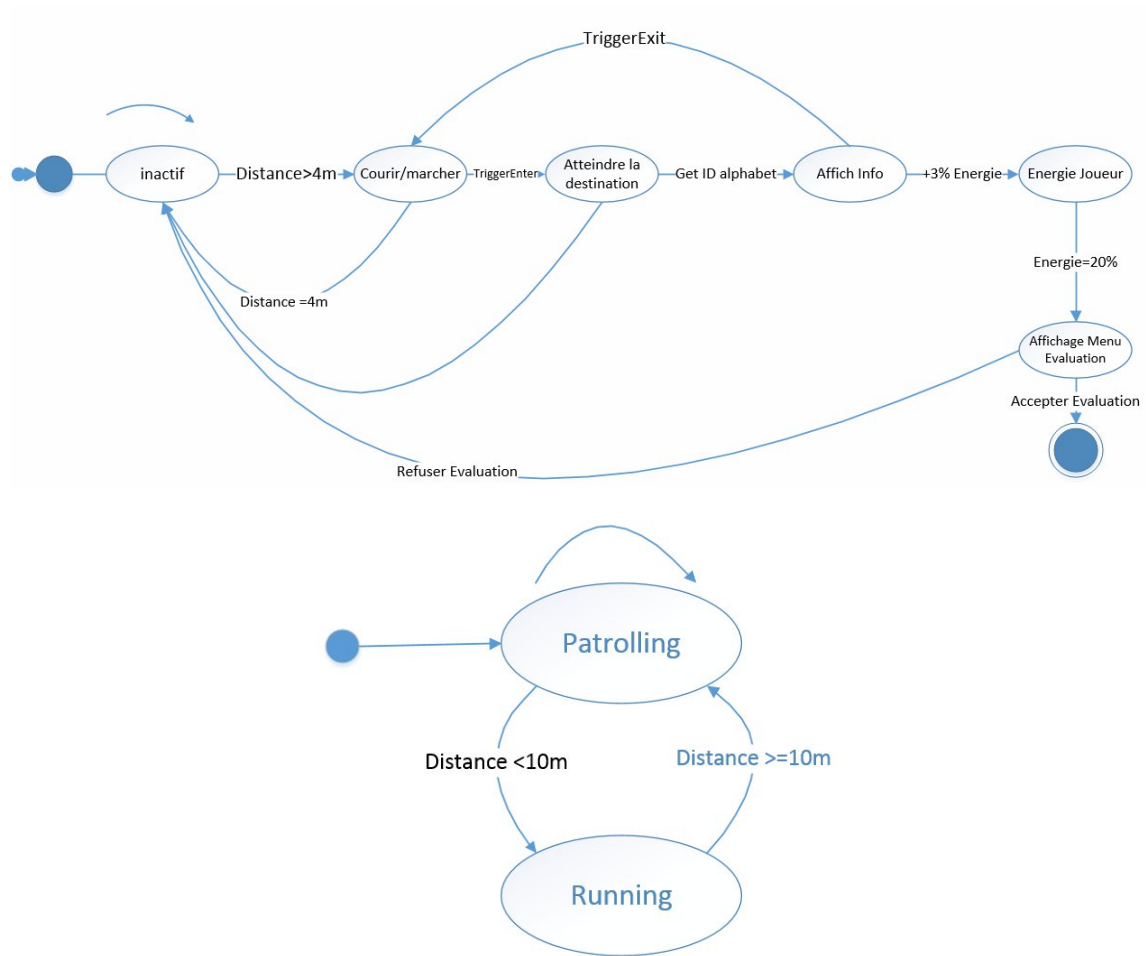 TriggerExit
inactif
Distance>4m
Courir/marcher
TriggerEnter
Atteindre la
destination
Get ID alphabet
Affich Info
+3% Energie
Energie Joueur
Energie=20%
Distance =4m
Affichage Menu
Evaluation
Accepter Evaluation
Refuser Evaluation
Patrolling
Distance <10m
Distance >=10m
Running